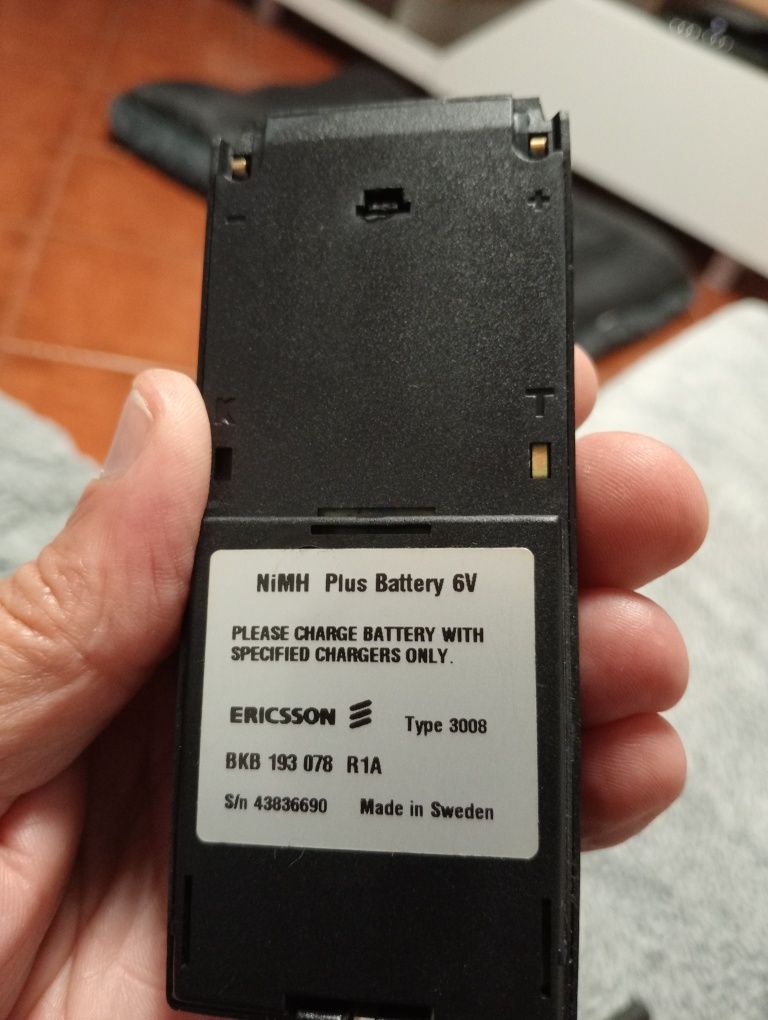 - +
K T
NiMH Plus Battery 6V
PLEASE CHARGE BATTERY WITH
SPECIFIED CHARGERS ONLY.
ERICSSON Type 3008
BKB 193 078 R1A
S/n 43836690 Made in Sweden